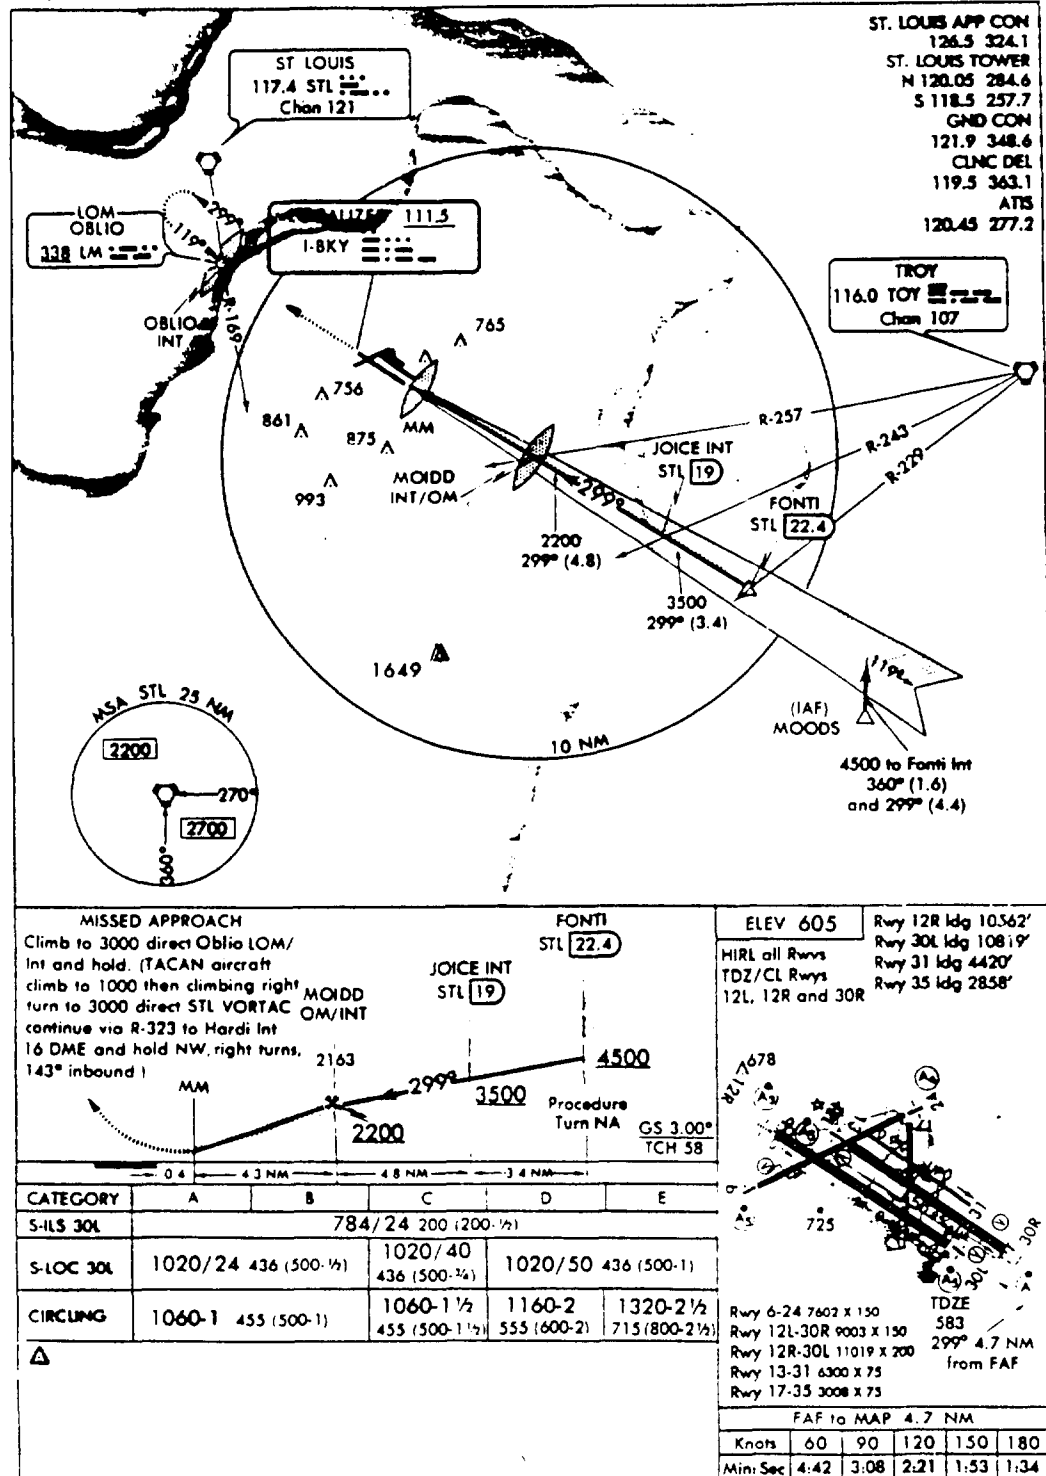 ST. LOUIS APP CON
126.5 324.1
ST. LOUIS TOWER
N 120.05 284.6
S 118.5 257.7
GND CON
121.9 348.6
CLNC DEL
119.5 363.1
ATIS
120.45 277.2
ST LOUIS
117.4 STL
Chan 121
LOM
OBLIO
338 LM
299°
119°
OBLIO
INT
R-169
111.5
I-BKY
TROY
116.0 TOY
Chan 107
765
756
861
875
993
MM
MOIDD
INT/OM
R-257
R-243
R-229
JOICE INT
STL 19
FONTI
STL 22.4
299°
2200
299° (4.8)
3500
299° (3.4)
1649
10 NM
119°
(IAF)
MOODS
4500 to Fonti Int
360° (1.6)
and 299° (4.4)
MSA STL 25 NM
2200
270°
2700
360°
MISSED APPROACH
Climb to 3000 direct Oblio LOM/
Int and hold. (TACAN aircraft
climb to 1000 then climbing right
turn to 3000 direct STL VORTAC
continue via R-323 to Hardi Int
16 DME and hold NW, right turns,
143° inbound)
MM
MOIDD
OM/INT
2163
JOICE INT
STL 19
FONTI
STL 22.4
299°
4500
3500
2200
Procedure
Turn NA
GS 3.00°
TCH 58
0.4 4.3 NM 4.8 NM 3.4 NM
CATEGORY A B C D E
S-ILS 30L 784/24 200 (200-½)
S-LOC 30L 1020/24 436 (500-½) 1020/40 436 (500-¾) 1020/50 436 (500-1)
CIRCLING 1060-1 455 (500-1) 1060-1½ 455 (500-1½) 1160-2 555 (600-2) 1320-2½ 715 (800-2½)
ELEV 605
HIRL all Rwys
TDZ/CL Rwys
12L, 12R and 30R
Rwy 12R ldg 10562'
Rwy 30L ldg 10819'
Rwy 31 ldg 4420'
Rwy 35 ldg 2858'
678
12R
725
31
30R
30L
TDZE
583
299° 4.7 NM
from FAF
Rwy 6-24 7602 X 150
Rwy 12L-30R 9003 X 150
Rwy 12R-30L 11019 X 200
Rwy 13-31 6300 X 75
Rwy 17-35 3008 X 75
FAF to MAP 4.7 NM
Knots 60 90 120 150 180
Min:Sec 4:42 3:08 2:21 1:53 1:34